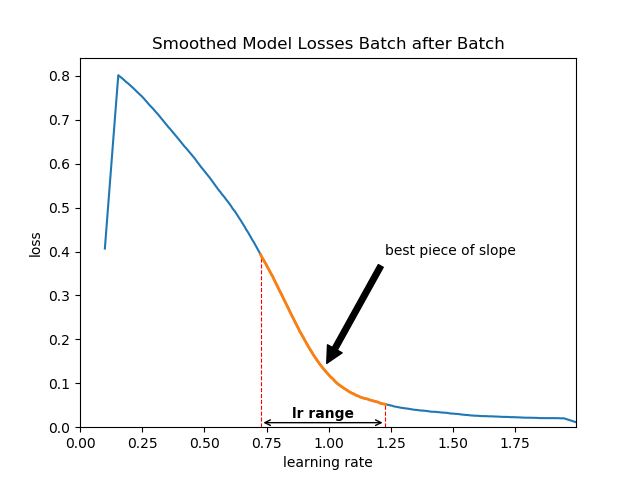 Smoothed Model Losses Batch after Batch
0.8
0.7
0.6
0.5
0.4
0.3
0.2
0.1
0.0
loss
best piece of slope
lr range
0.00 0.25 0.50 0.75 1.00 1.25 1.50 1.75
learning rate